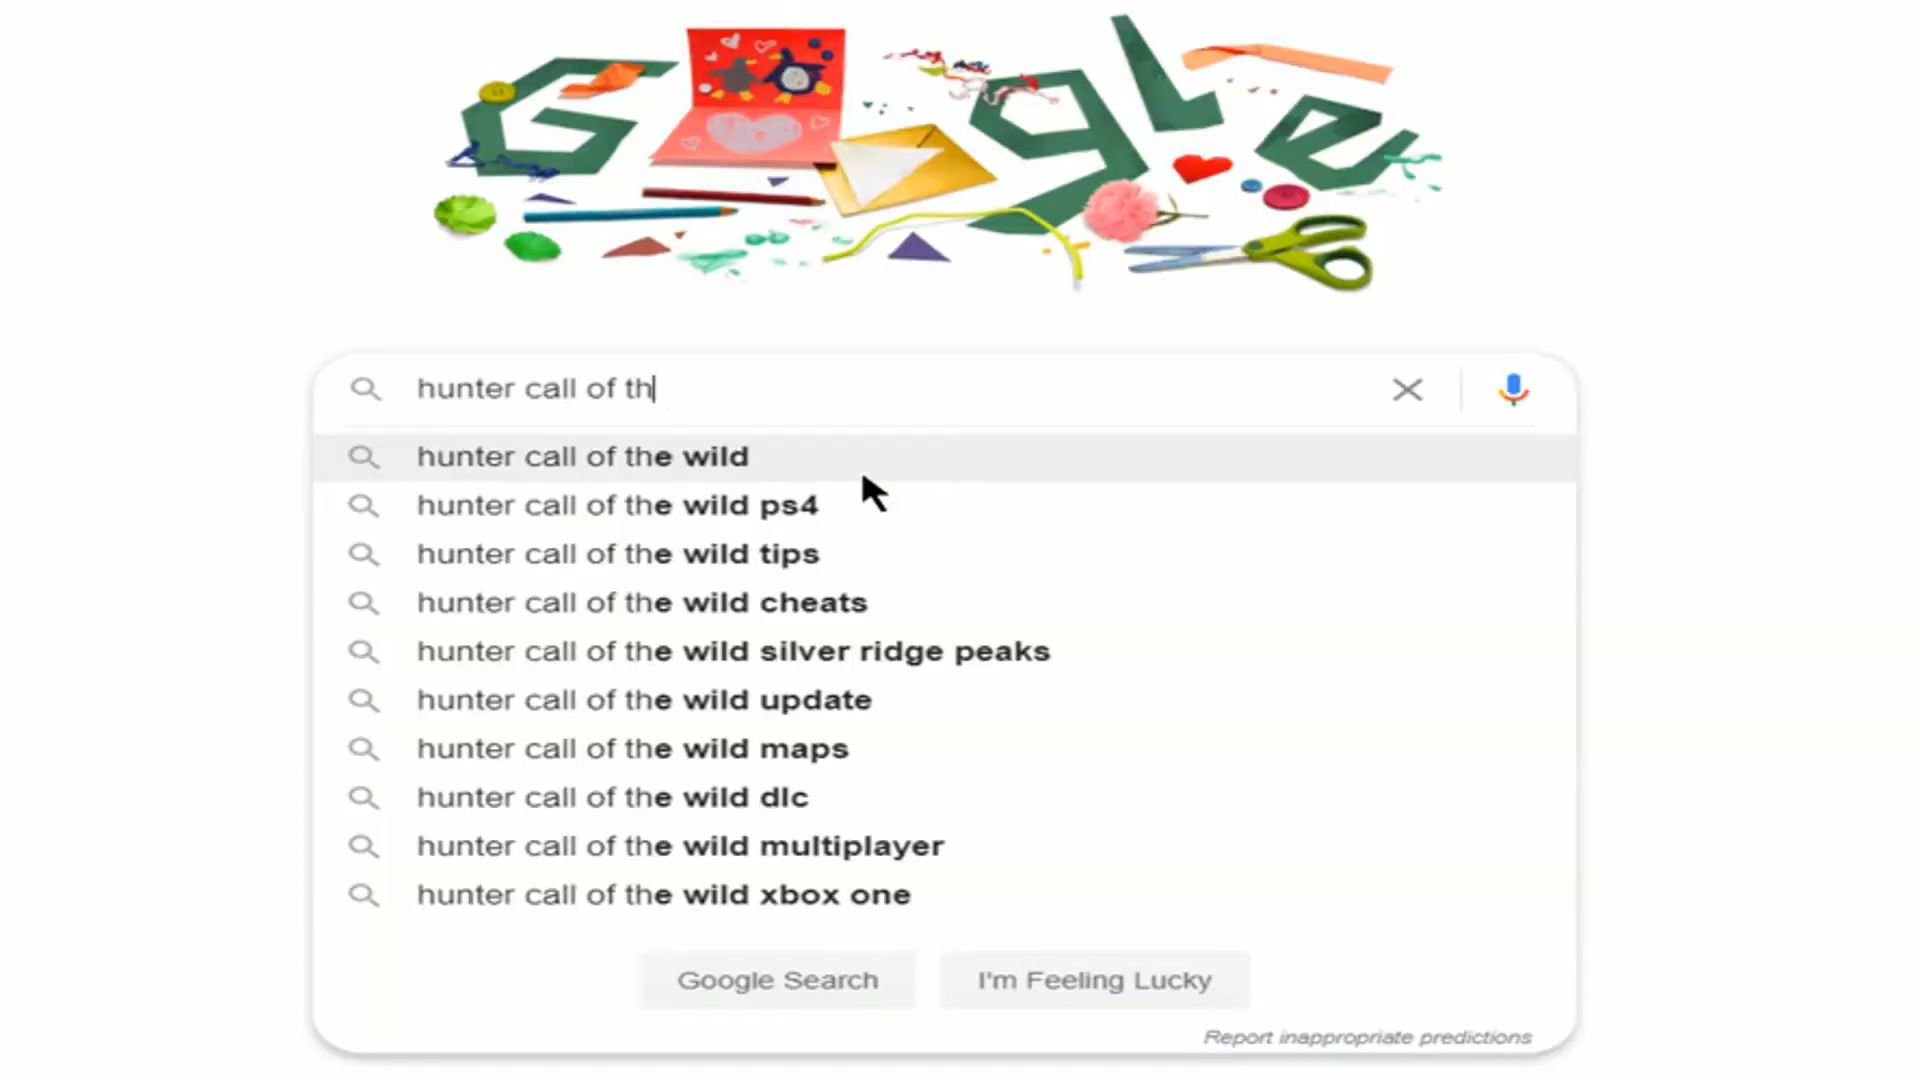 Google
hunter call of th
hunter call of the wild
hunter call of the wild ps4
hunter call of the wild tips
hunter call of the wild cheats
hunter call of the wild silver ridge peaks
hunter call of the wild update
hunter call of the wild maps
hunter call of the wild dlc
hunter call of the wild multiplayer
hunter call of the wild xbox one
Google Search I'm Feeling Lucky
Report inappropriate predictions